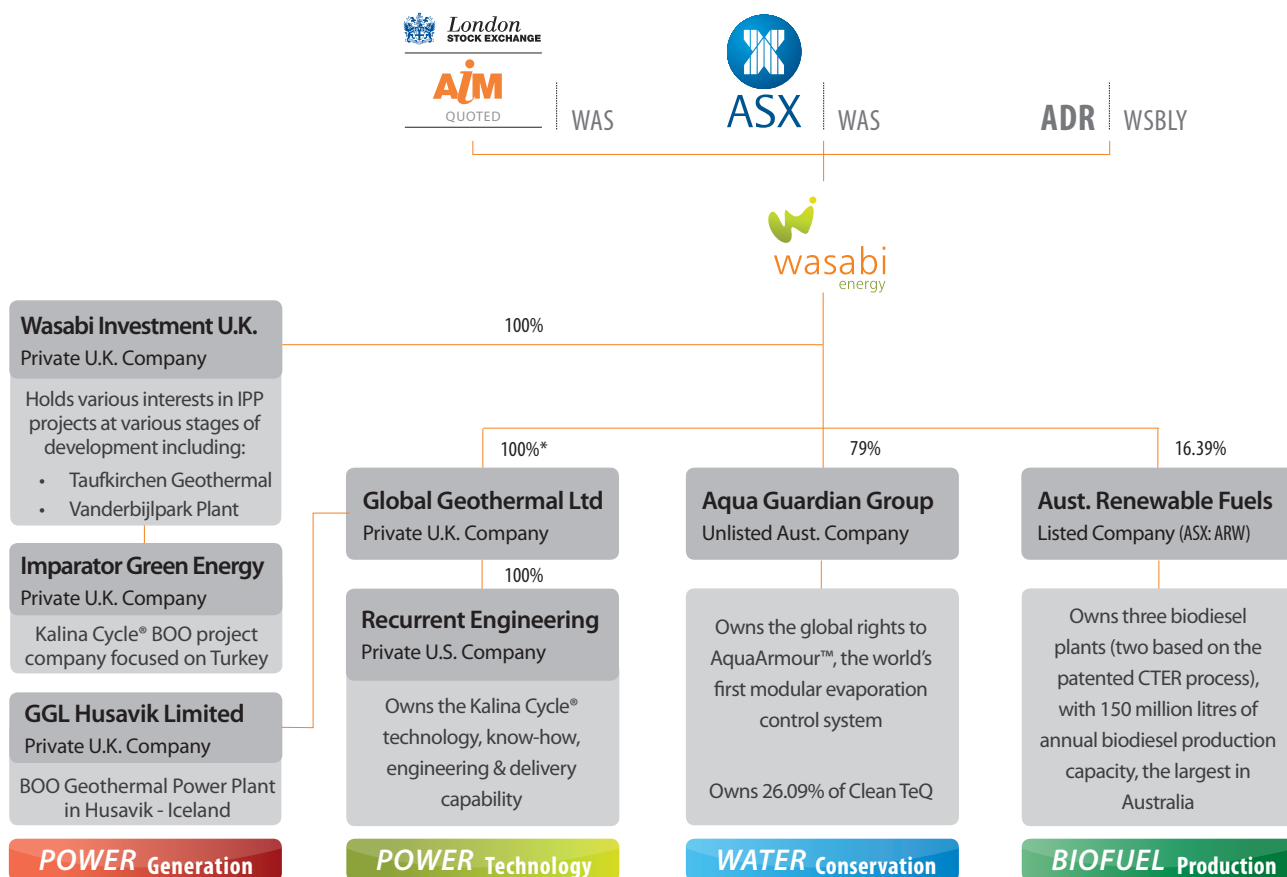 London
STOCK EXCHANGE
AiM
QUOTED
WAS
ASX
WAS
ADR
WSBLY
wasabi
energy
100%
Wasabi Investment U.K.
Private U.K. Company
Holds various interests in IPP
projects at various stages of
development including:
• Taufkirchen Geothermal
• Vanderbijlpark Plant
Imparator Green Energy
Private U.K. Company
Kalina Cycle® BOO project
company focused on Turkey
GGL Husavik Limited
Private U.K. Company
BOO Geothermal Power Plant
in Husavik - Iceland
POWER Generation
100%*
Global Geothermal Ltd
Private U.K. Company
100%
Recurrent Engineering
Private U.S. Company
Owns the Kalina Cycle®
technology, know-how,
engineering & delivery
capability
POWER Technology
79%
Aqua Guardian Group
Unlisted Aust. Company
Owns the global rights to
AquaArmour™, the world's
first modular evaporation
control system
Owns 26.09% of Clean TeQ
WATER Conservation
16.39%
Aust. Renewable Fuels
Listed Company (ASX: ARW)
Owns three biodiesel
plants (two based on the
patented CTER process),
with 150 million litres of
annual biodiesel production
capacity, the largest in
Australia
BIOFUEL Production